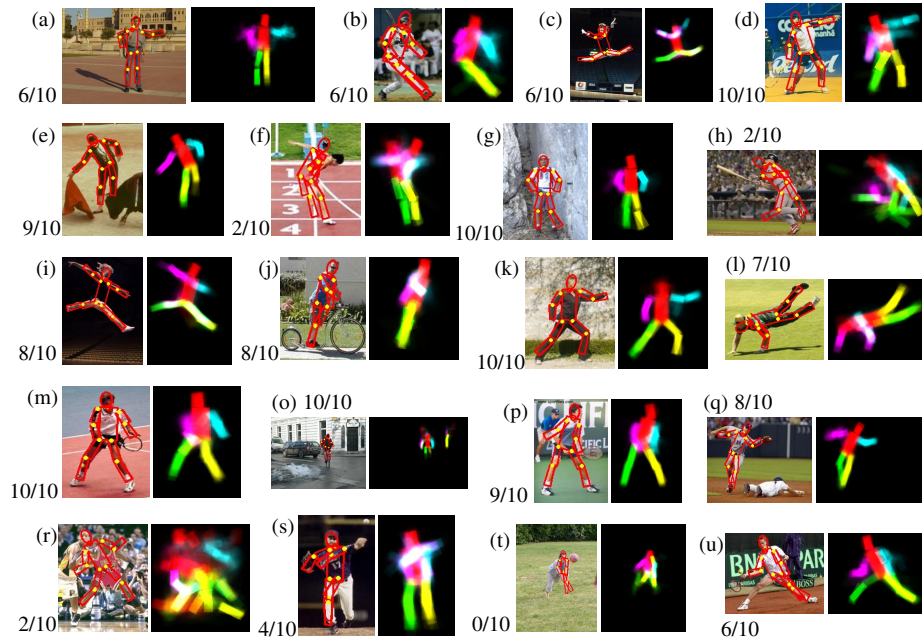 (a)
6/10
(b)
6/10
(c)
6/10
(d)
10/10
(e)
9/10
(f)
2/10
1
2
3
4
(g)
10/10
(h) 2/10
(i)
8/10
(j)
8/10
(k)
10/10
(l) 7/10
(m)
10/10
(o) 10/10
(p)
9/10
(q)
8/10
(r)
2/10
(s)
4/10
(t)
0/10
(u)
BOSS
6/10